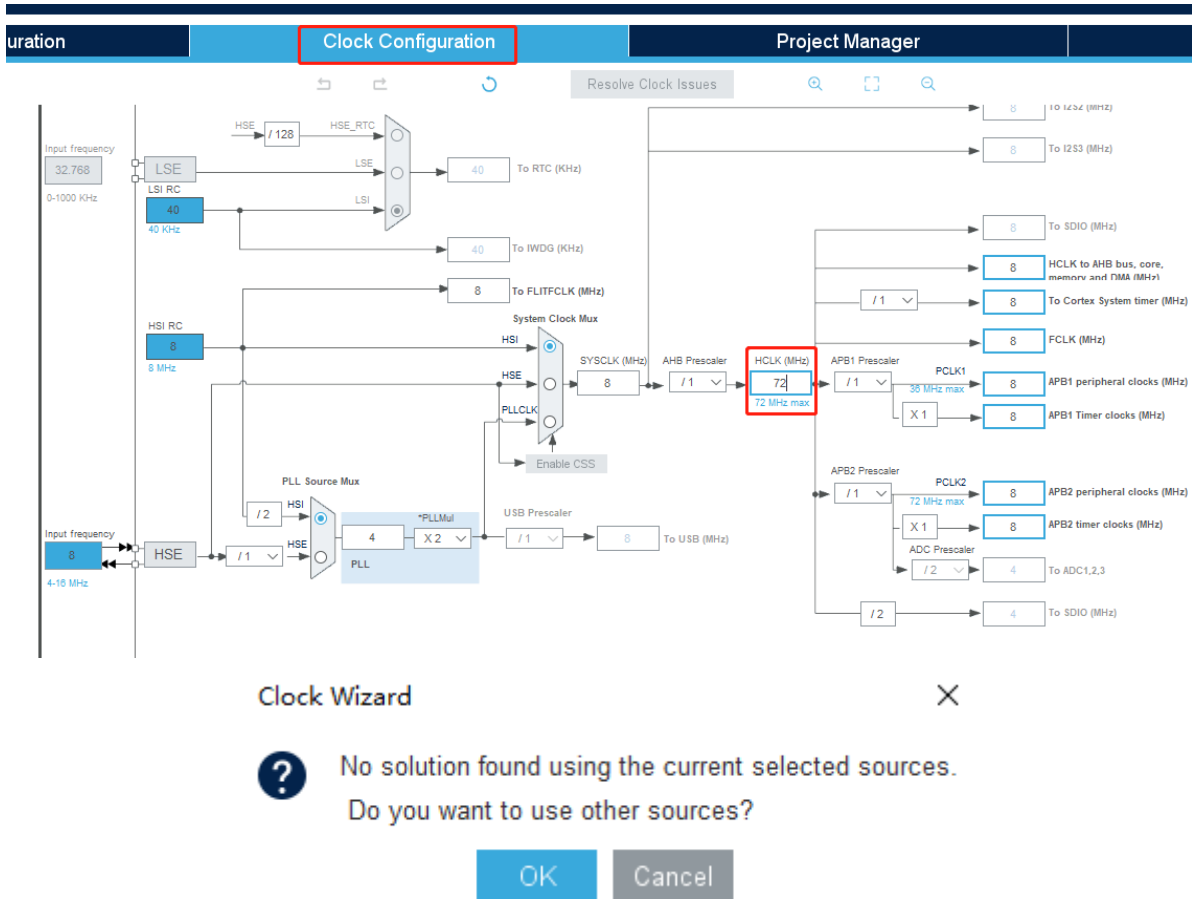 uration
Clock Configuration
Project Manager
Resolve Clock Issues
8
To I2S2 (MHz)
HSE
/ 128
HSE_RTC
Input frequency
32.768
0-1000 KHz
LSE
LSE
40
To RTC (KHz)
8
To I2S3 (MHz)
LSI RC
40
40 KHz
LSI
40
To IWDG (KHz)
8
To SDIO (MHz)
8
To FLITFCLK (MHz)
8
HCLK to AHB bus, core,
memory and DMA (MHz)
/ 1
8
To Cortex System timer (MHz)
System Clock Mux
HSI RC
8
8 MHz
HSI
8
FCLK (MHz)
HSE
SYSCLK (MHz)
8
AHB Prescaler
/ 1
HCLK (MHz)
72
72 MHz max
APB1 Prescaler
/ 1
PCLK1
36 MHz max
8
APB1 peripheral clocks (MHz)
PLLCLK
X 1
8
APB1 Timer clocks (MHz)
Enable CSS
APB2 Prescaler
/ 1
PCLK2
72 MHz max
8
APB2 peripheral clocks (MHz)
PLL Source Mux
/ 2
HSI
4
*PLLMul
X 2
PLL
USB Prescaler
/ 1
8
To USB (MHz)
X 1
8
APB2 timer clocks (MHz)
Input frequency
8
4-16 MHz
HSE
/ 1
HSE
ADC Prescaler
/ 2
4
To ADC1,2,3
/ 2
4
To SDIO (MHz)
Clock Wizard
?
No solution found using the current selected sources.
Do you want to use other sources?
OK
Cancel